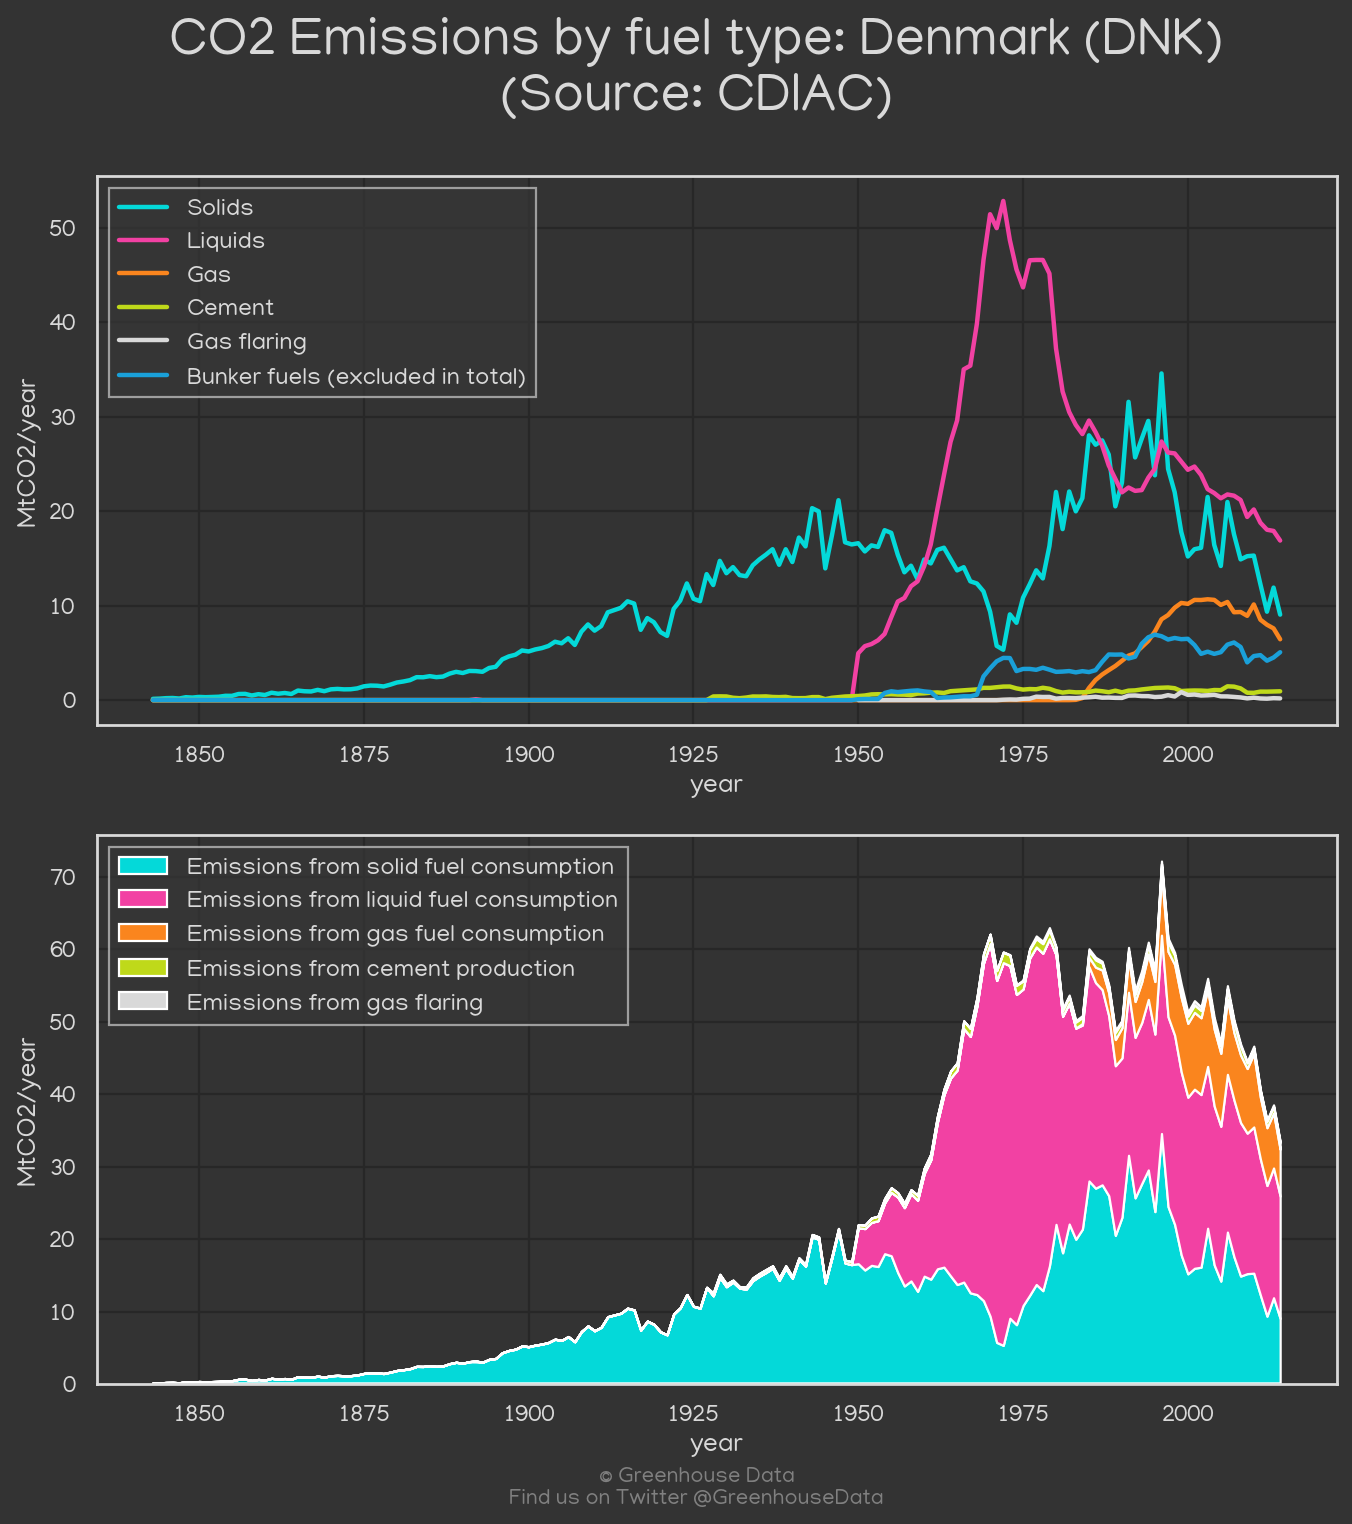 CO2 Emissions by fuel type: Denmark (DNK)
(Source: CDIAC)
Solids
Liquids
Gas
Cement
Gas flaring
Bunker fuels (excluded in total)
50
40
30
20
10
0
MtCO2/year
1850 1875 1900 1925 1950 1975 2000
year
Emissions from solid fuel consumption
Emissions from liquid fuel consumption
Emissions from gas fuel consumption
Emissions from cement production
Emissions from gas flaring
70
60
50
40
30
20
10
0
MtCO2/year
1850 1875 1900 1925 1950 1975 2000
year
© Greenhouse Data
Find us on Twitter @GreenhouseData